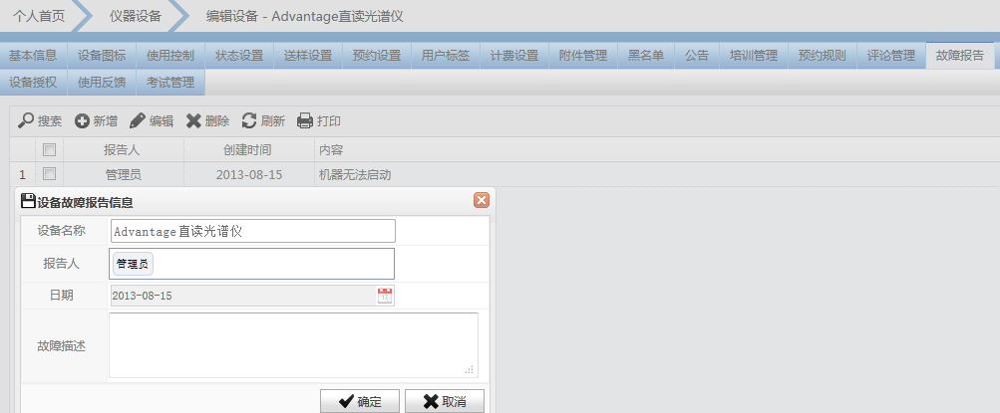 个人首页 仪器设备 编辑设备 - Advantage直读光谱仪
基本信息 设备图标 使用控制 状态设置 送样设置 预约设置 用户标签 计费设置 附件管理 黑名单 公告 培训管理 预约规则 评论管理 故障报告
设备授权 使用反馈 考试管理
搜索 新增 编辑 删除 刷新 打印
报告人 创建时间 内容
1 管理员 2013-08-15 机器无法启动
设备故障报告信息
设备名称 Advantage直读光谱仪
报告人 管理员
日期 2013-08-15
故障描述
确定 取消